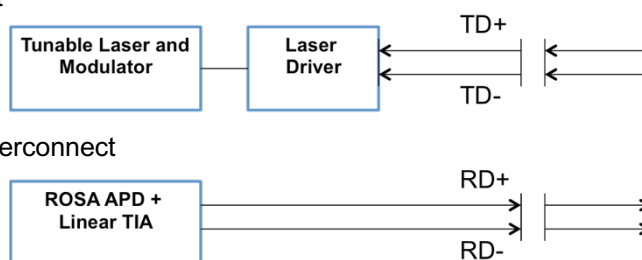 Tunable Laser and
Modulator
Laser
Driver
TD+
TD-
erconnect
ROSA APD +
Linear TIA
RD+
RD-